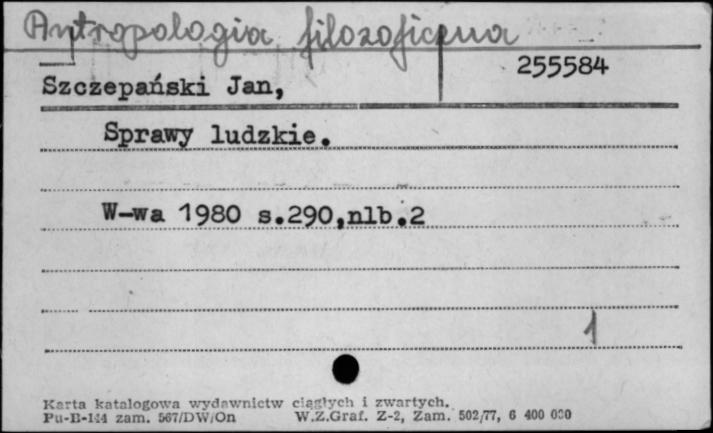 Antropologia filozoficzna
255584
Szczepański Jan,
Sprawy ludzkie.
W-wa 1980 s.290,nlb.2
1
Karta katalogowa wydawnictw ciągłych i zwartych.
Pu-B-144 zam. 567/DW/On W.Z.Graf. Z-2, Zam. 502/77, 6 400 000